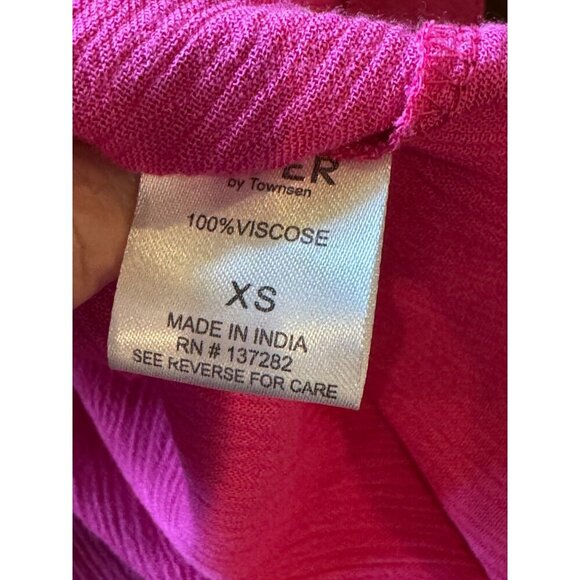 by Townsen
100%VISCOSE
XS
MADE IN INDIA
RN # 137282
SEE REVERSE FOR CARE